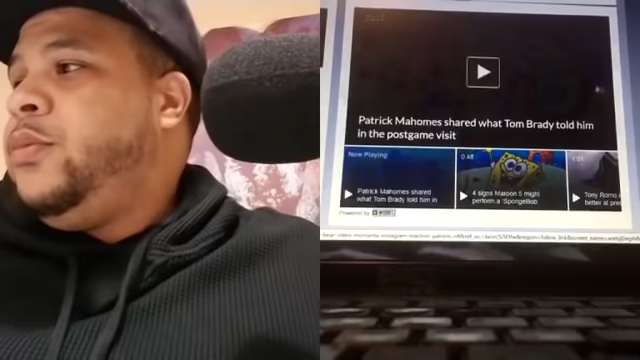 Patrick Mahomes shared what Tom Brady told him
in the postgame visit
Now Playing
Patrick Mahomes shared
what Tom Brady told him in
0:48
4 signs Maroon 5 might
perform a 'SpongeBob
1:01
Tony Romo
better at pre
Powered by